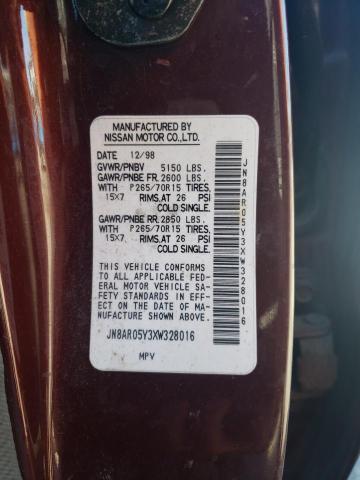 MANUFACTURED BY
NISSAN MOTOR CO.,LTD.
DATE 12/98
GVWR/PNBV 5150 LBS.
GAWR/PNBE FR. 2600 LBS.
WITH P265/70R15 TIRES,
15X7 RIMS,AT 26 PSI
COLD SINGLE.
GAWR/PNBE RR. 2850 LBS.
WITH P265/70R15 TIRES,
15X7 RIMS,AT 26 PSI
COLD SINGLE.
THIS VEHICLE CONFORMS
TO ALL APPLICABLE FED-
ERAL MOTOR VEHICLE SA-
FETY STANDARDS IN EFF-
ECT ON THE DATE OF MA-
NUFACTURE SHOWN ABOVE.
JN8AR05Y3XW328016
MPV
JN8AR05Y3XW328016